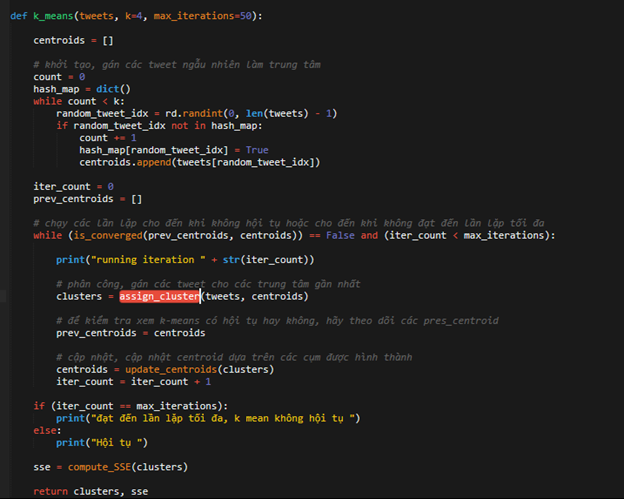 def k_means(tweets, k=4, max_iterations=50):
centroids = []
# khởi tạo, gán các tweet ngẫu nhiên làm trung tâm
count = 0
hash_map = dict()
while count < k:
random_tweet_idx = rd.randint(0, len(tweets) - 1)
if random_tweet_idx not in hash_map:
count += 1
hash_map[random_tweet_idx] = True
centroids.append(tweets[random_tweet_idx])
iter_count = 0
prev_centroids = []
# chạy các lần lặp cho đến khi không hội tụ hoặc cho đến khi không đạt đến lần lặp tối đa
while (is_converged(prev_centroids, centroids)) == False and (iter_count < max_iterations):
print("running iteration " + str(iter_count))
# phân công, gán các tweet cho các trung tâm gần nhất
clusters = assign_cluster(tweets, centroids)
# để kiểm tra xem k-means có hội tụ hay không, hãy theo dõi các pres_centroid
prev_centroids = centroids
# cập nhật, cập nhật centroid dựa trên các cụm được hình thành
centroids = update_centroids(clusters)
iter_count = iter_count + 1
if (iter_count == max_iterations):
print("đạt đến lần lặp tối đa, k mean không hội tụ ")
else:
print("Hội tụ ")
sse = compute_SSE(clusters)
return clusters, sse